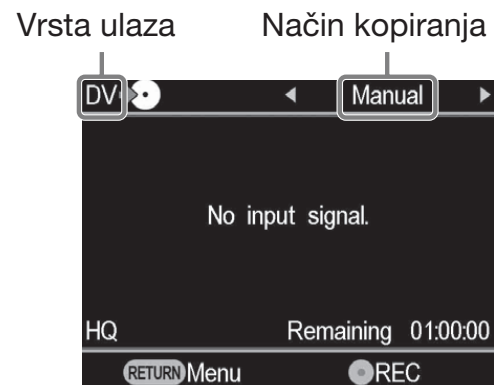 Vrsta ulaza Način kopiranja
DV Manual
No input signal.
HQ Remaining 01:00:00
RETURN Menu REC